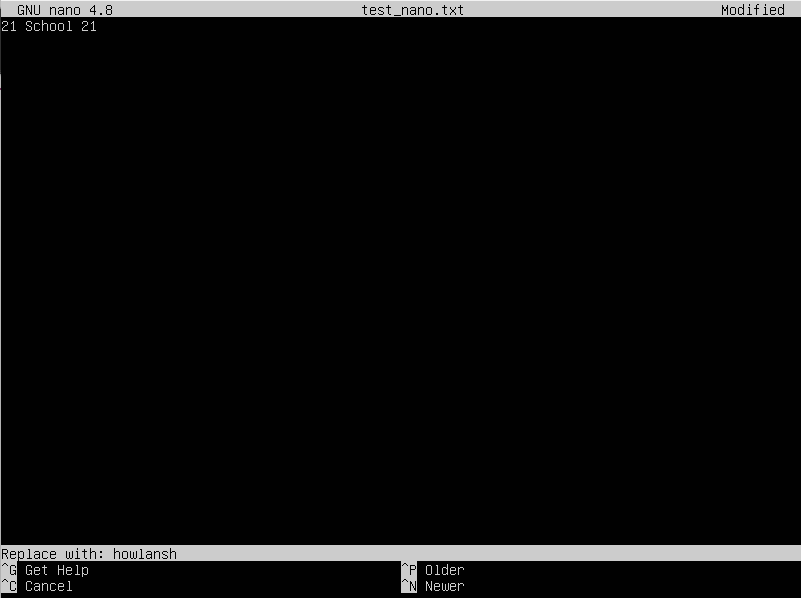 GNU nano 4.8 test_nano.txt Modified
21 School 21
Replace with: howlansh
^G Get Help ^P Older
^C Cancel ^N Newer